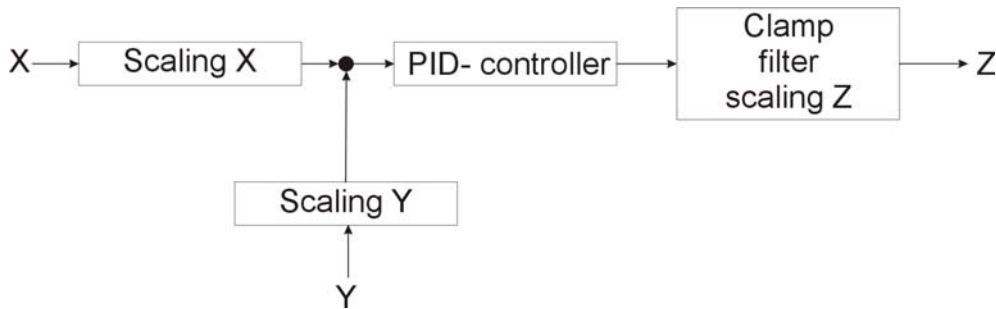 X
Scaling X
PID- controller
Clamp
filter
scaling Z
Z
Scaling Y
Y